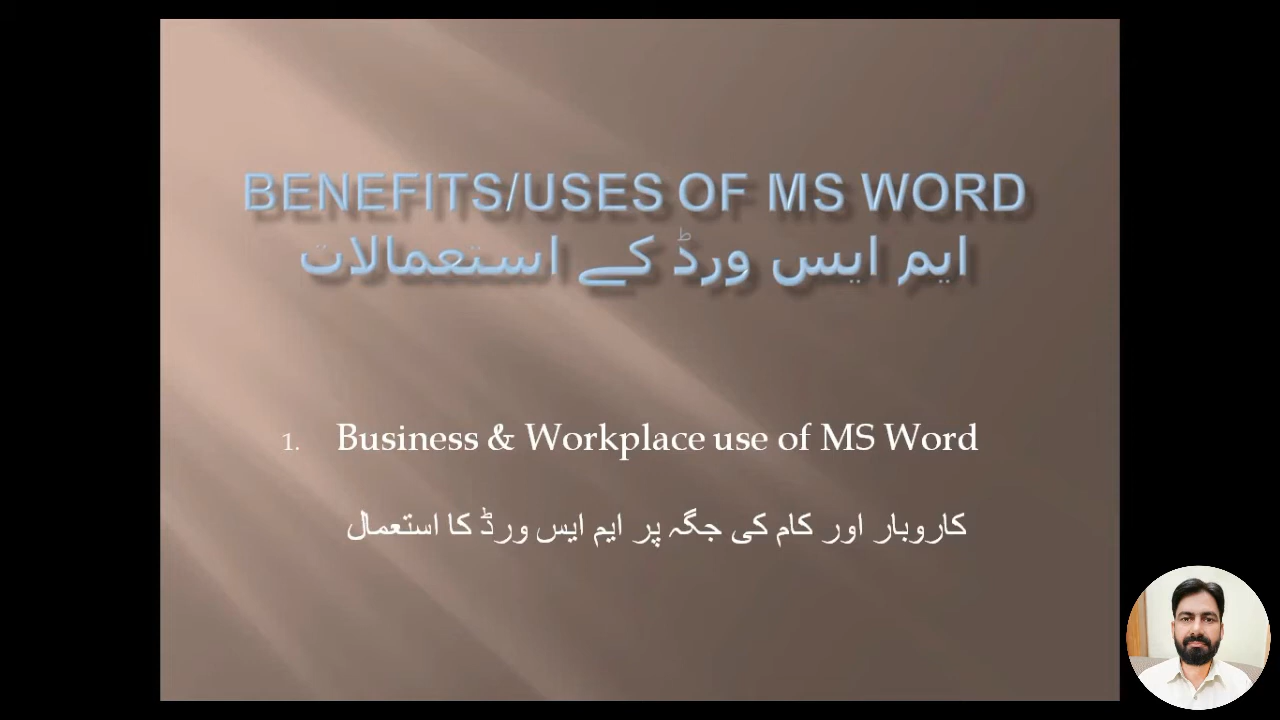 BENEFITS/USES OF MS WORD
ایم ایس ورڈ کے استعمالات
1. Business & Workplace use of MS Word
کاروبار اور کام کی جگہ پر ایم ایس ورڈ کا استعمال